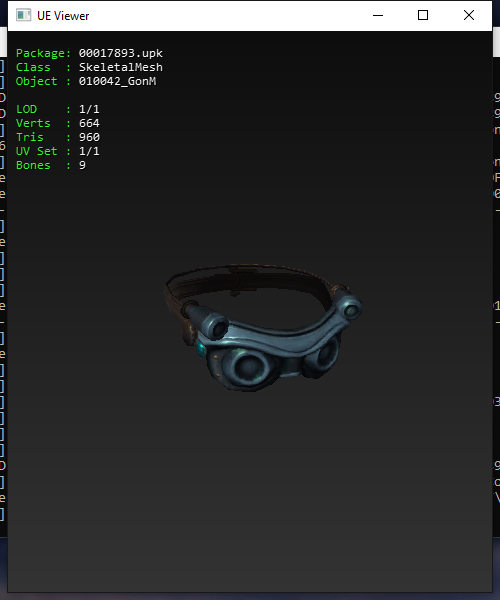 UE Viewer
Package: 00017893.upk
Class : SkeletalMesh
Object : 010042_GonM
LOD : 1/1
Verts : 664
Tris : 960
UV Set : 1/1
Bones : 9